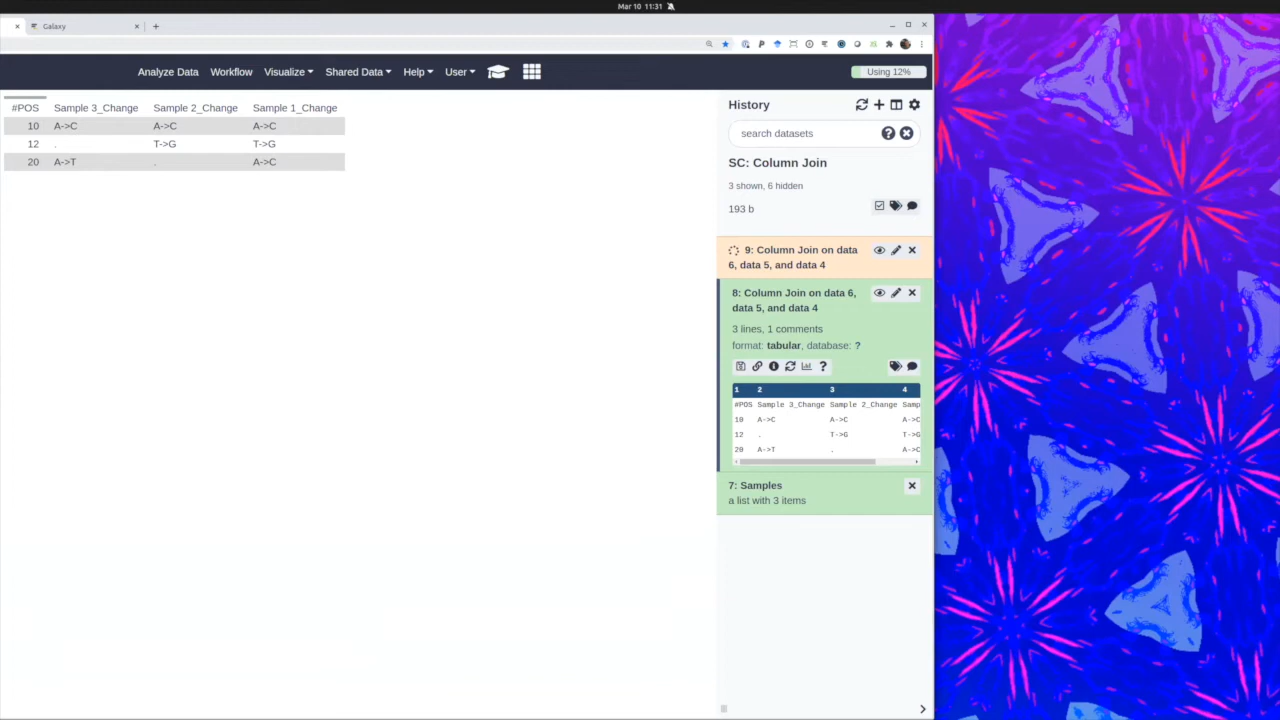 Mar 10 11:31
Galaxy
Analyze Data Workflow Visualize Shared Data Help User Using 12%
#POS Sample 3_Change Sample 2_Change Sample 1_Change
10 A->C A->C A->C
12 . T->G T->G
20 A->T . A->C
History
search datasets
SC: Column Join
3 shown, 6 hidden
193 b
9: Column Join on data
6, data 5, and data 4
8: Column Join on data 6,
data 5, and data 4
3 lines, 1 comments
format: tabular, database: ?
1 2 3 4
#POS Sample 3_Change Sample 2_Change Samp
10 A->C A->C A->C
12 . T->G T->G
20 A->T . A->C
7: Samples
a list with 3 items